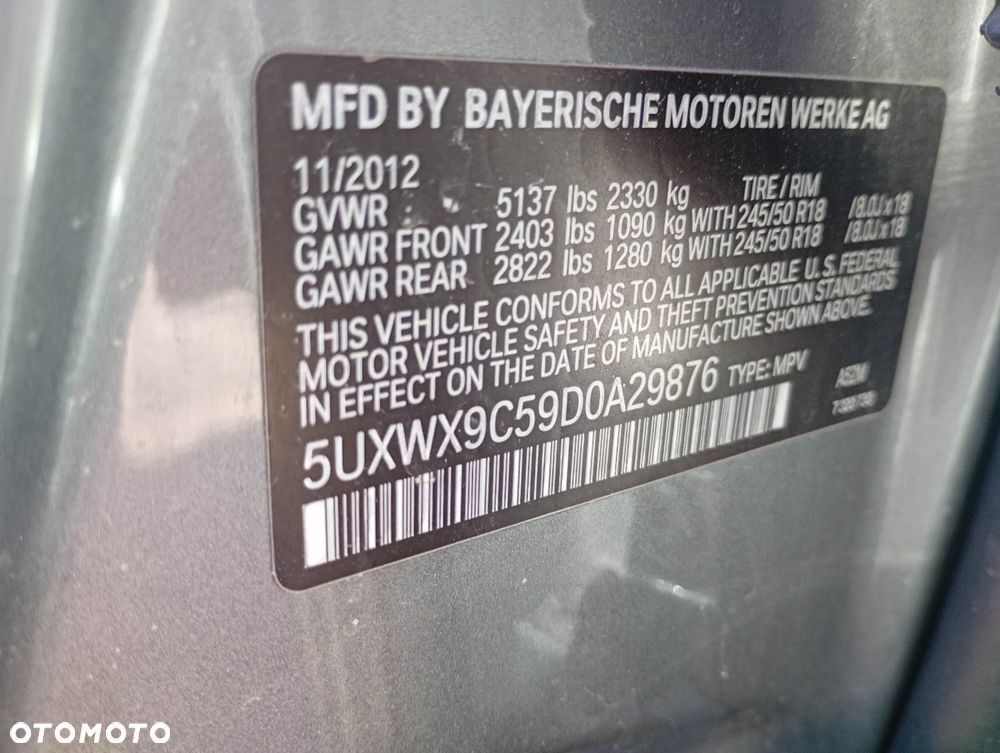 MFD BY BAYERISCHE MOTOREN WERKE AG
11/2012 TIRE / RIM
GVWR 5137 lbs 2330 kg
GAWR FRONT 2403 lbs 1090 kg WITH 245/50 R18 /8.0J x 18
GAWR REAR 2822 lbs 1280 kg WITH 245/50 R18 /8.0J x 18
THIS VEHICLE CONFORMS TO ALL APPLICABLE U.S. FEDERAL
MOTOR VEHICLE SAFETY AND THEFT PREVENTION STANDARDS
IN EFFECT ON THE DATE OF MANUFACTURE SHOWN ABOVE.
5UXWX9C59D0A29876 TYPE: MPV
OTOMOTO